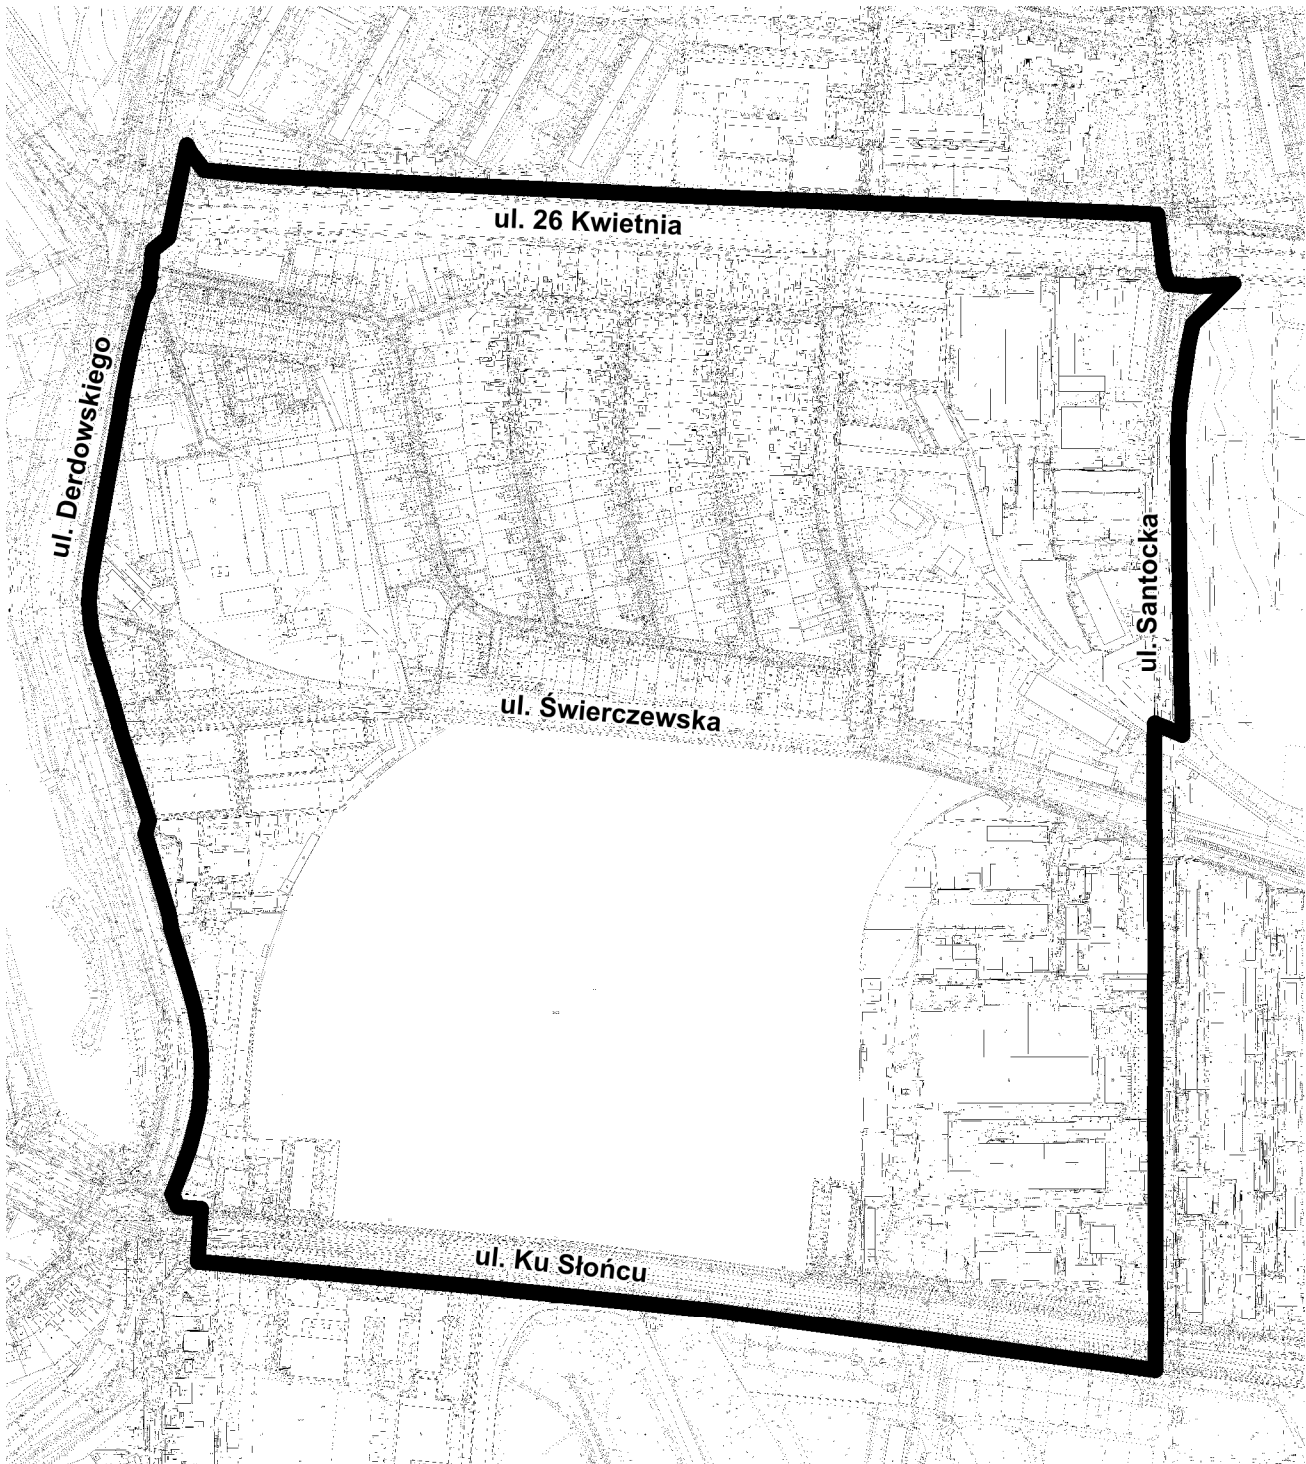 ul. 26 Kwietnia
ul. Derdowskiego
ul. Santocka
ul. Świerczewska
ul. Ku Słońcu